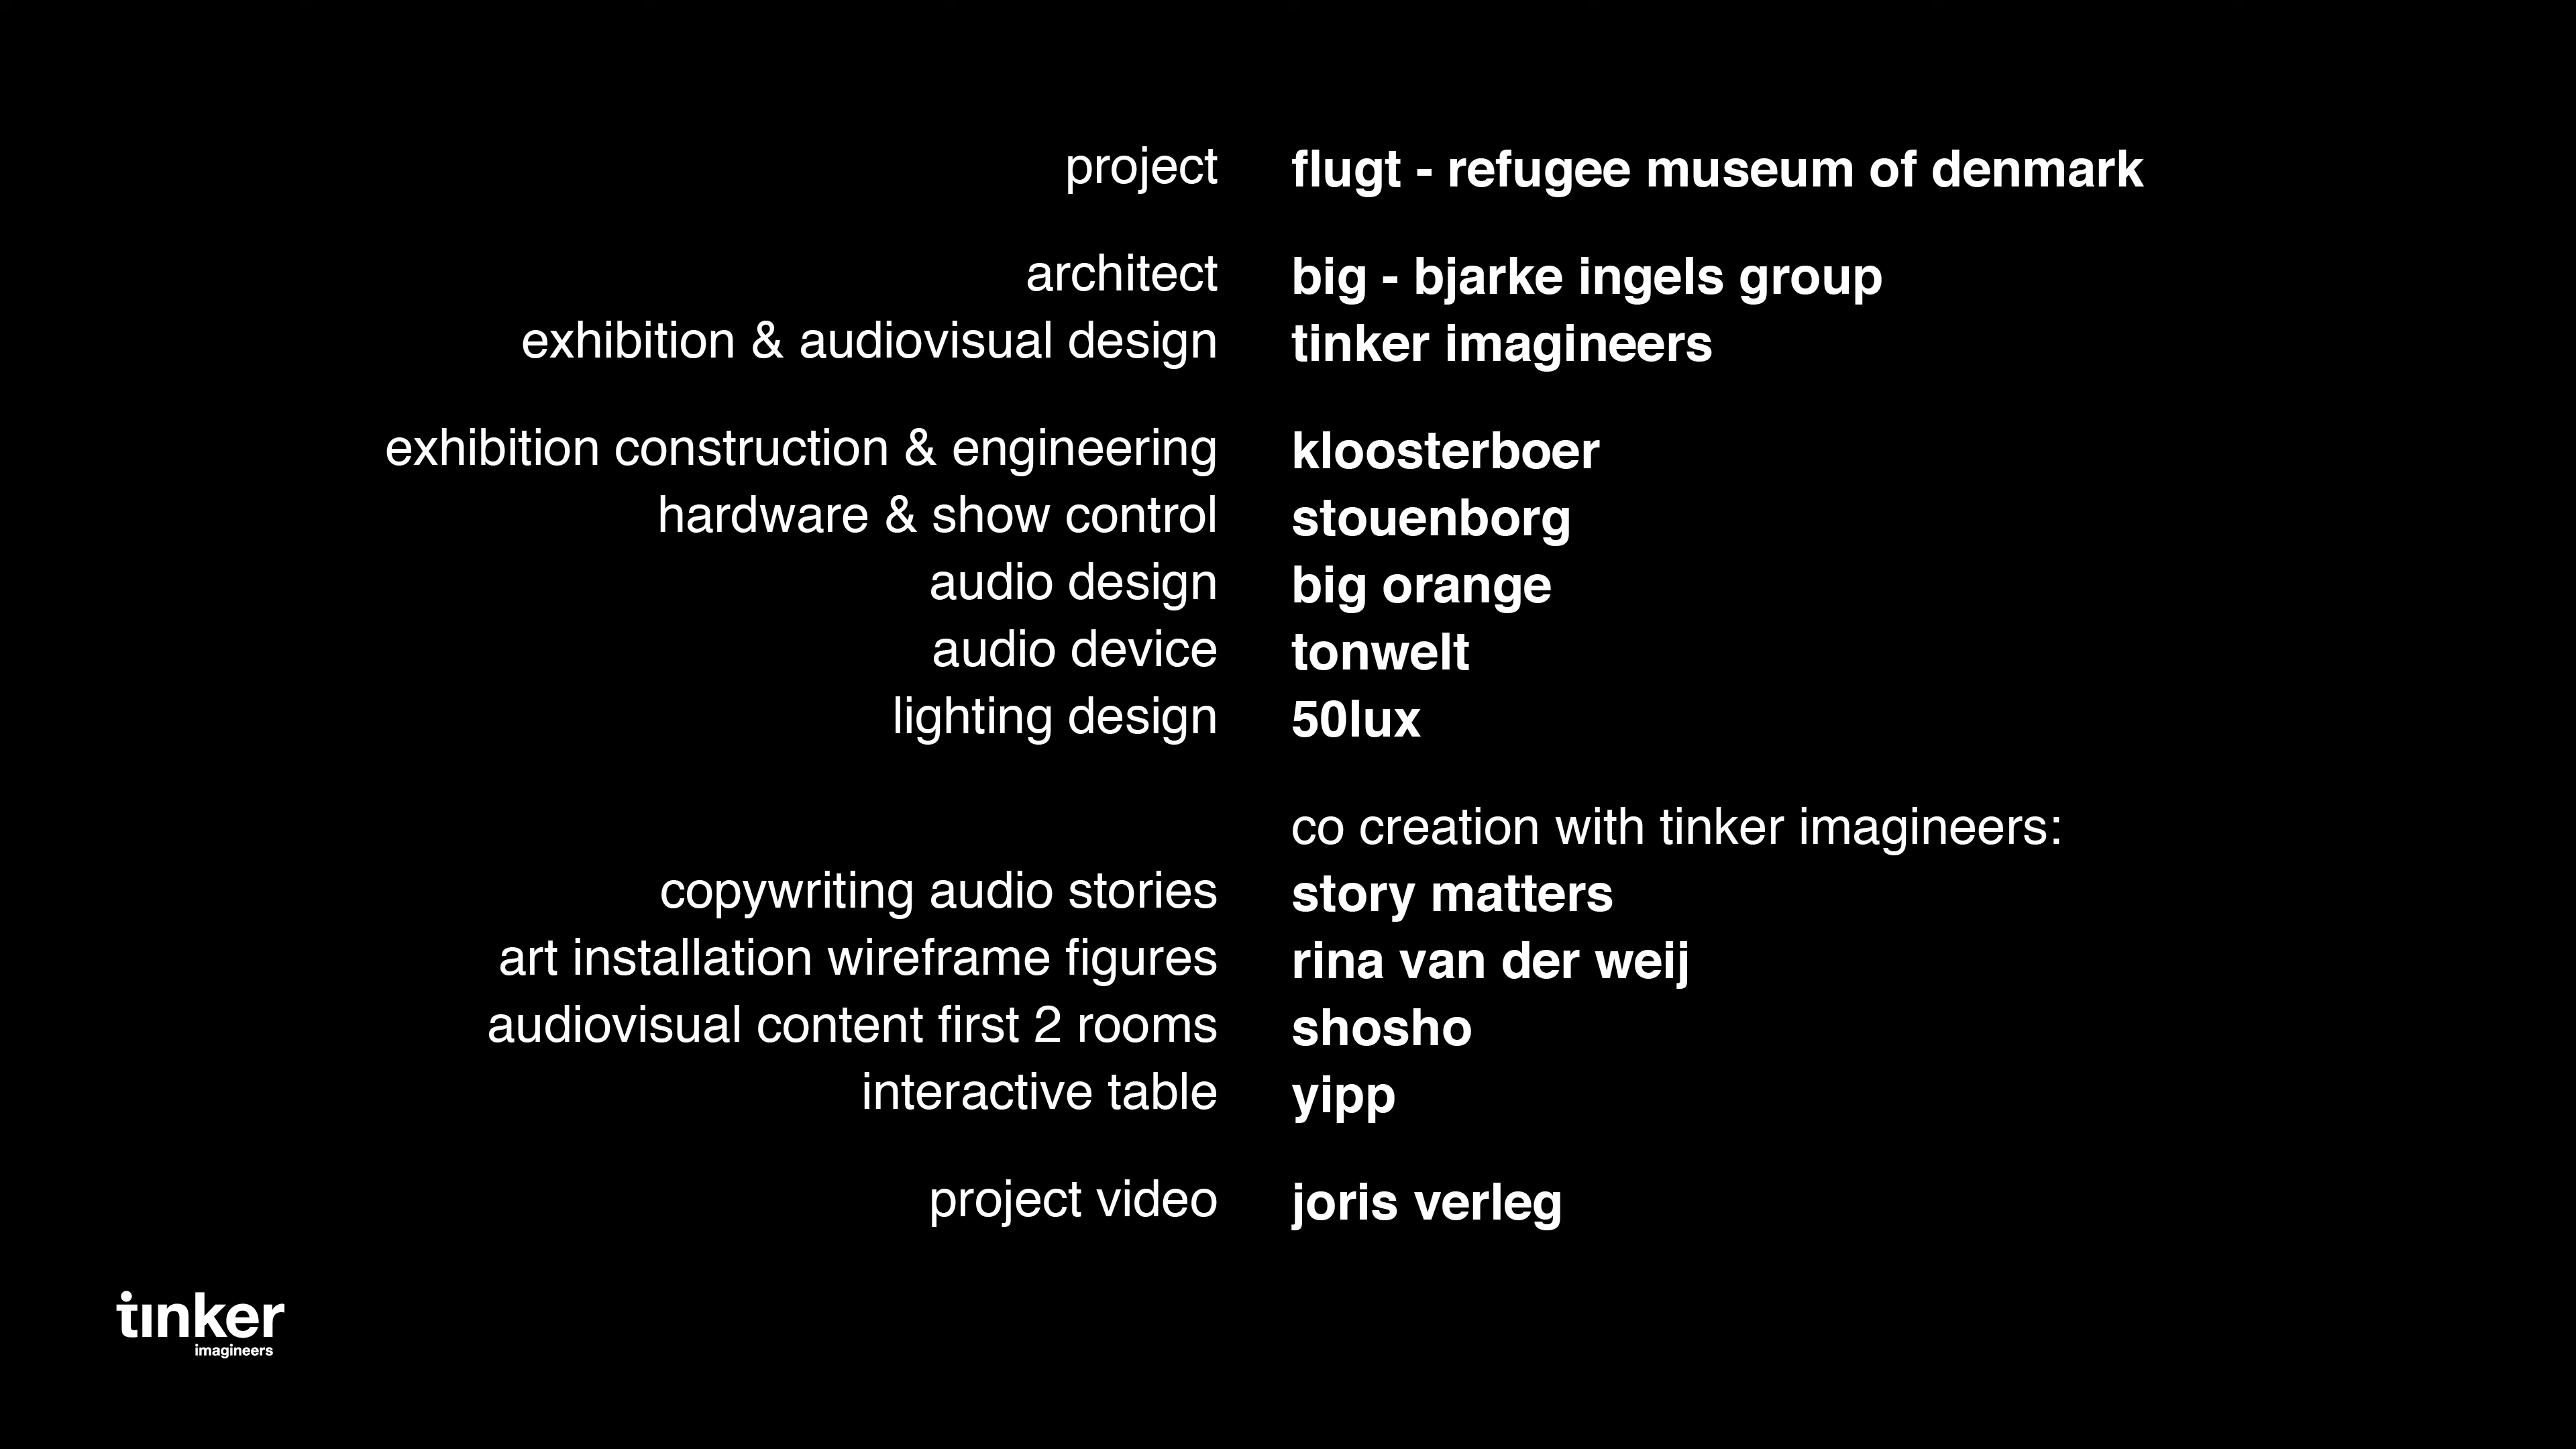 project flugt - refugee museum of denmark
architect big - bjarke ingels group
exhibition & audiovisual design tinker imagineers
exhibition construction & engineering kloosterboer
hardware & show control stouenborg
audio design big orange
audio device tonwelt
lighting design 50lux
co creation with tinker imagineers:
copywriting audio stories story matters
art installation wireframe figures rina van der weij
audiovisual content first 2 rooms shosho
interactive table yipp
project video joris verleg
tinker
imagineers